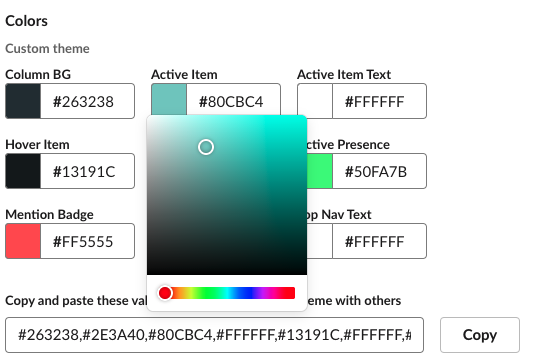 Colors
Custom theme
Column BG Active Item Active Item Text
#263238 #80CBC4 #FFFFFF
Hover Item ctive Presence
#13191C #50FA7B
Mention Badge op Nav Text
#FF5555 #FFFFFF
Copy and paste these val eme with others
#263238,#2E3A40,#80CBC4,#FFFFFF,#13191C,#FFFFFF,# Copy